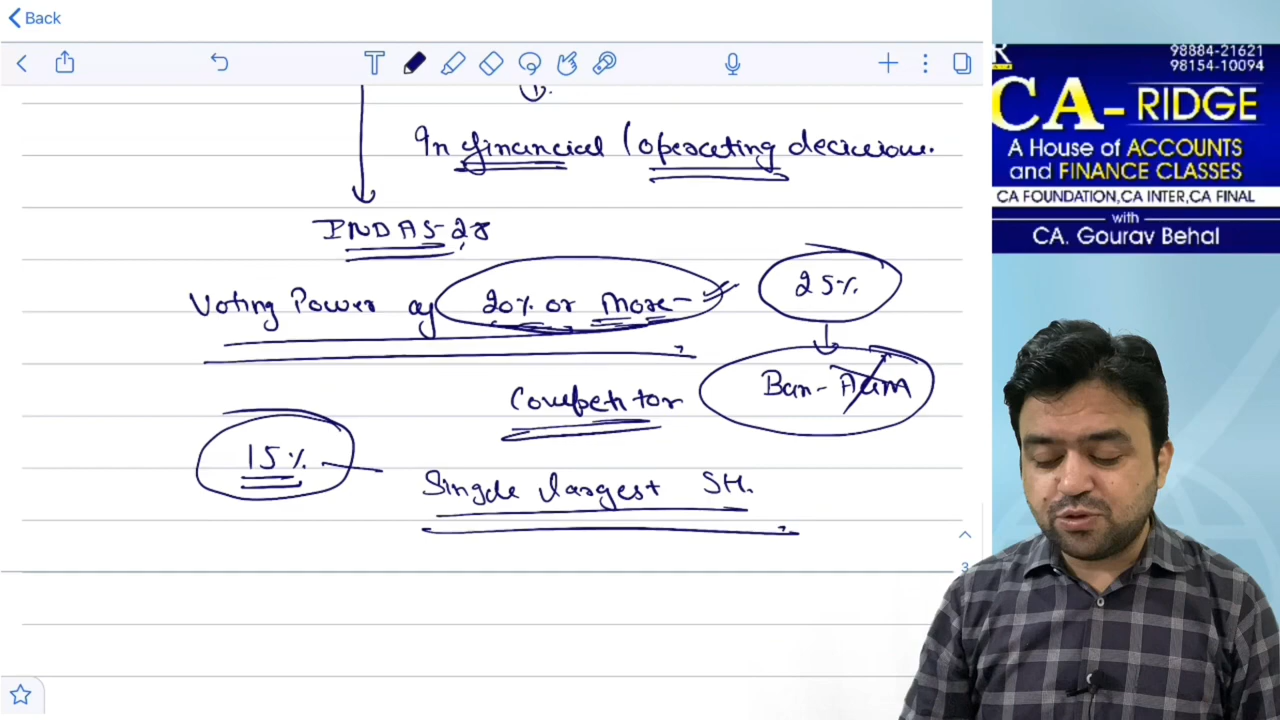 Back
In financial / operating decisions.
INDAS-28
Voting Power of 20% or More-
25%
Competitor
Ban- AGM
15%
Single largest SH.
3
R
98884-21621
98154-10094
CA- RIDGE
A House of ACCOUNTS
and FINANCE CLASSES
CA FOUNDATION,CA INTER,CA FINAL
with
CA. Gourav Behal